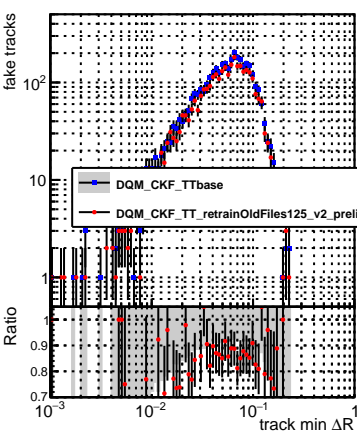 fake tracks
10²
10
1
DQM_CKF_TTbase
DQM_CKF_TT_retrainOldFiles125_v2_preli
Ratio
1
0.9
0.8
0.7
10⁻³ 10⁻² 10⁻¹ 1
track min ΔR